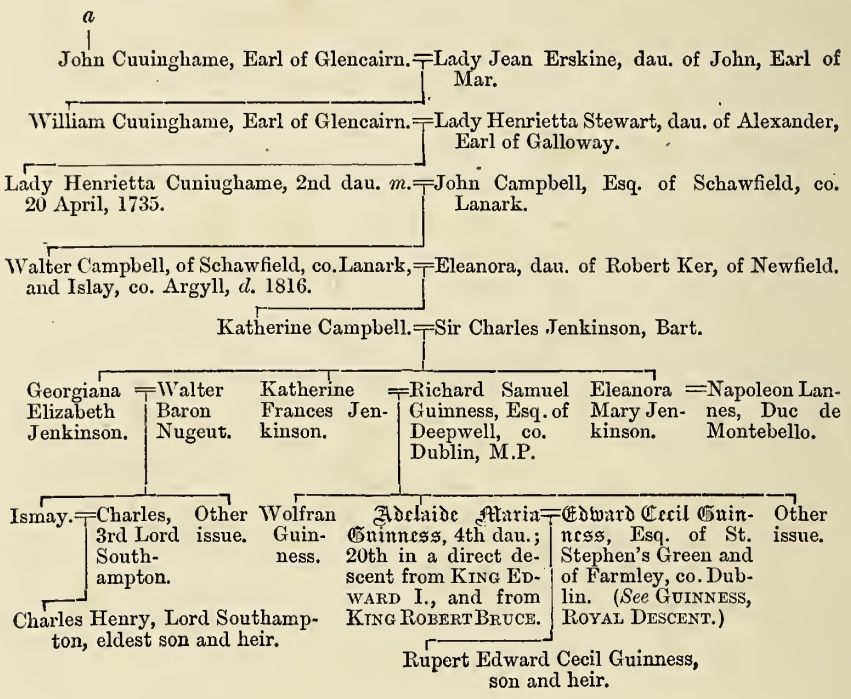 a
John Cuuinghame, Earl of Glencairn.=Lady Jean Erskine, dau. of John, Earl of
Mar.
William Cuuinghame, Earl of Glencairn.=Lady Henrietta Stewart, dau. of Alexander,
Earl of Galloway.
Lady Henrietta Cuniughame, 2nd dau. m.=John Campbell, Esq. of Schawfield, co.
20 April, 1735.
Lanark.
Walter Campbell, of Schawfield, co. Lanark,=Eleanora, dau. of Robert Ker, of Newfield.
and Islay, co. Argyll, d. 1816.
Katherine Campbell.=Sir Charles Jenkinson, Bart.
Georgiana
Elizabeth
Jenkinson.
=Walter
Baron
Nugeut.
Katherine
Frances Jen-
kinson.
=Richard Samuel
Guinness, Esq. of
Deepwell, co.
Dublin, M.P.
Eleanora
Mary Jen-
kinson.
=Napoleon Lan-
nes, Duc de
Montebello.
Ismay.
=Charles,
3rd Lord
South-
ampton.
Other
issue.
Wolfran
Guin-
ness.
Adelaide Maria
Guinness, 4th dau.;
20th in a direct de-
scent from KING ED-
WARD I., and from
KING ROBERT BRUCE.
=Edward Cecil Guin-
ness, Esq. of St.
Stephen's Green and
of Farmley, co. Dub-
lin. (See GUINNESS,
ROYAL DESCENT.)
Other
issue.
Charles Henry, Lord Southamp-
ton, eldest son and heir.
Rupert Edward Cecil Guinness,
son and heir.